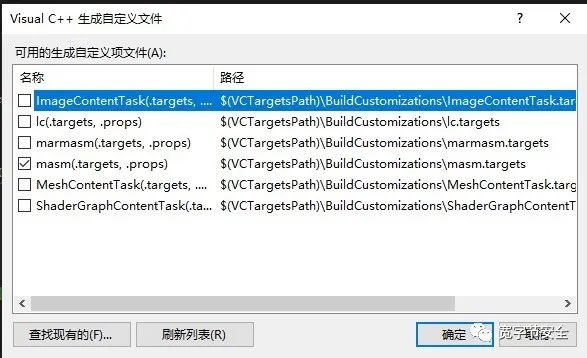 Visual C++ 生成自定义文件
? ×
可用的生成自定义项文件(A):
名称 路径
ImageContentTask(.targets, .... $(VCTargetsPath)\BuildCustomizations\ImageContentTask.tar
lc(.targets, .props) $(VCTargetsPath)\BuildCustomizations\lc.targets
marmasm(.targets, .props) $(VCTargetsPath)\BuildCustomizations\marmasm.targets
masm(.targets, .props) $(VCTargetsPath)\BuildCustomizations\masm.targets
MeshContentTask(.targets, .... $(VCTargetsPath)\BuildCustomizations\MeshContentTask.targ
ShaderGraphContentTask(.ta... $(VCTargetsPath)\BuildCustomizations\ShaderGraphContentT
查找现有的(F)... 刷新列表(R) 确定 取消
宽字节安全